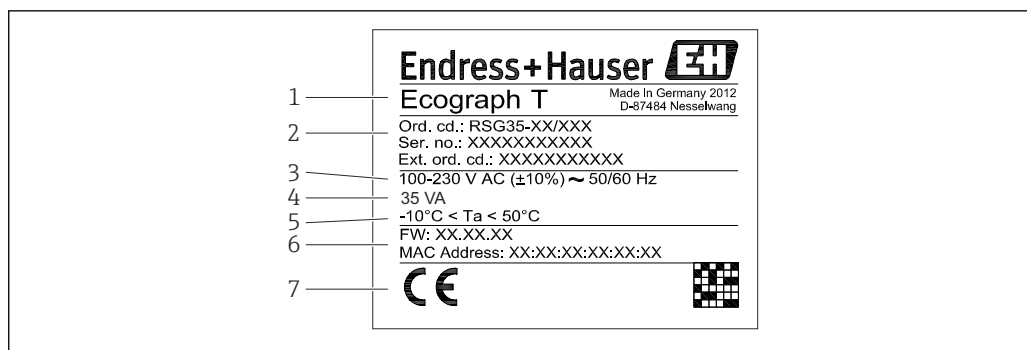 Endress+Hauser EH
1 Ecograph T Made In Germany 2012
D-87484 Nesselwang
2 Ord. cd.: RSG35-XX/XXX
Ser. no.: XXXXXXXXXXX
Ext. ord. cd.: XXXXXXXXXXX
3 100-230 V AC (±10%) ~ 50/60 Hz
4 35 VA
5 -10°C < Ta < 50°C
6 FW: XX.XX.XX
MAC Address: XX:XX:XX:XX:XX:XX
7 CE